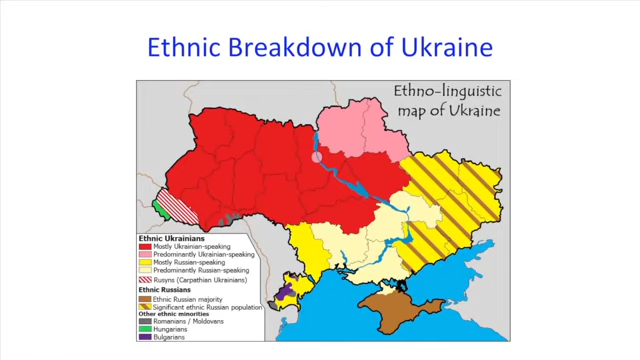 Ethnic Breakdown of Ukraine
Ethno-linguistic
map of Ukraine
Ethnic Ukrainians
Mostly Ukrainian-speaking
Predominantly Ukrainian-speaking
Mostly Russian-speaking
Predominantly Russian-speaking
Rusyns (Carpathian Ukrainians)
Ethnic Russians
Ethnic Russian majority
Significant ethnic Russian population
Other ethnic minorities
Romanians / Moldovans
Hungarians
Bulgarians